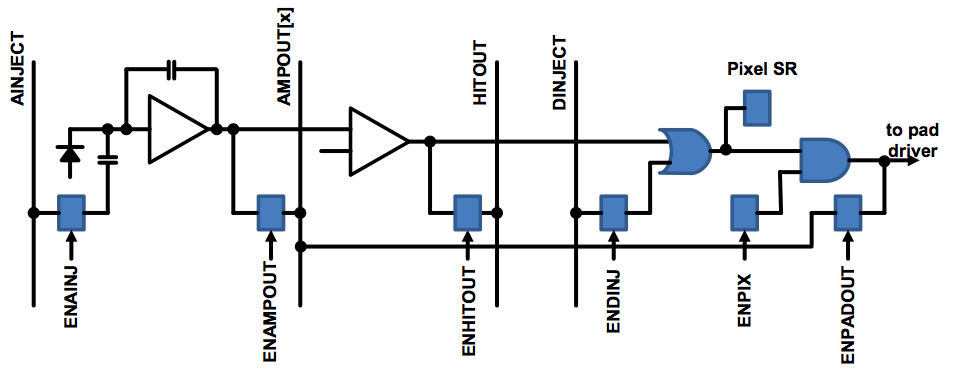 AINJECT
AMPOUT[x]
HITOUT
DINJECT
Pixel SR
to pad
driver
ENAINJ
ENAMPOUT
ENHITOUT
ENDINJ
ENPIX
ENPADOUT